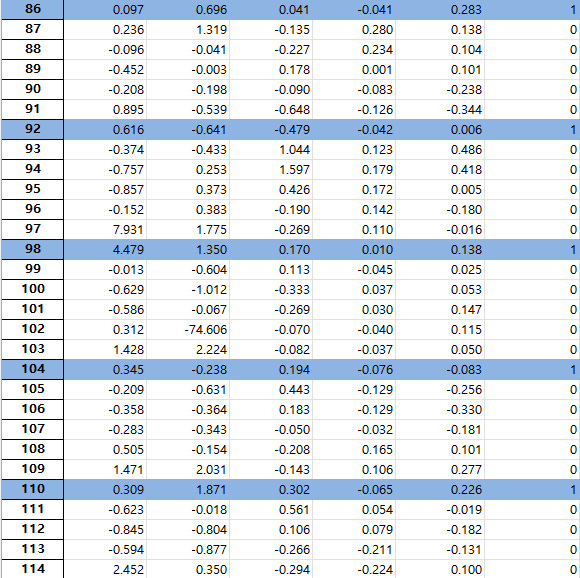 86 0.097 0.696 0.041 -0.041 0.283 1
87 0.236 1.319 -0.135 0.280 0.138 0
88 -0.096 -0.041 -0.227 0.234 0.104 0
89 -0.452 -0.003 0.178 0.001 0.101 0
90 -0.208 -0.198 -0.090 -0.083 -0.238 0
91 0.895 -0.539 -0.648 -0.126 -0.344 0
92 0.616 -0.641 -0.479 -0.042 0.006 1
93 -0.374 -0.433 1.044 0.123 0.486 0
94 -0.757 0.253 1.597 0.179 0.418 0
95 -0.857 0.373 0.426 0.172 0.005 0
96 -0.152 0.383 -0.190 0.142 -0.180 0
97 7.931 1.775 -0.269 0.110 -0.016 0
98 4.479 1.350 0.170 0.010 0.138 1
99 -0.013 -0.604 0.113 -0.045 0.025 0
100 -0.629 -1.012 -0.333 0.037 0.053 0
101 -0.586 -0.067 -0.269 0.030 0.147 0
102 0.312 -74.606 -0.070 -0.040 0.115 0
103 1.428 2.224 -0.082 -0.037 0.050 0
104 0.345 -0.238 0.194 -0.076 -0.083 1
105 -0.209 -0.631 0.443 -0.129 -0.256 0
106 -0.358 -0.364 0.183 -0.129 -0.330 0
107 -0.283 -0.343 -0.050 -0.032 -0.181 0
108 0.505 -0.154 -0.208 0.165 0.101 0
109 1.471 2.031 -0.143 0.106 0.277 0
110 0.309 1.871 0.302 -0.065 0.226 1
111 -0.623 -0.018 0.561 0.054 -0.019 0
112 -0.845 -0.804 0.106 0.079 -0.182 0
113 -0.594 -0.877 -0.266 -0.211 -0.131 0
114 2.452 0.350 -0.294 -0.224 0.100 0